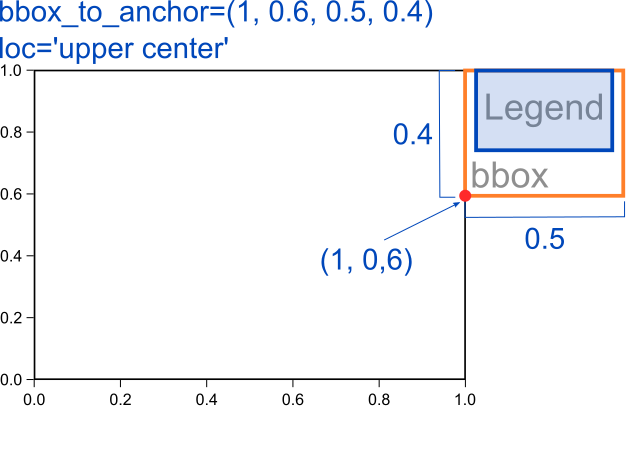 bbox_to_anchor=(1, 0.6, 0.5, 0.4)
loc='upper center'
1.0
Legend
0.8
0.4
bbox
0.6
0.5
(1, 0,6)
0.4
0.2
0.0
0.0 0.2 0.4 0.6 0.8 1.0